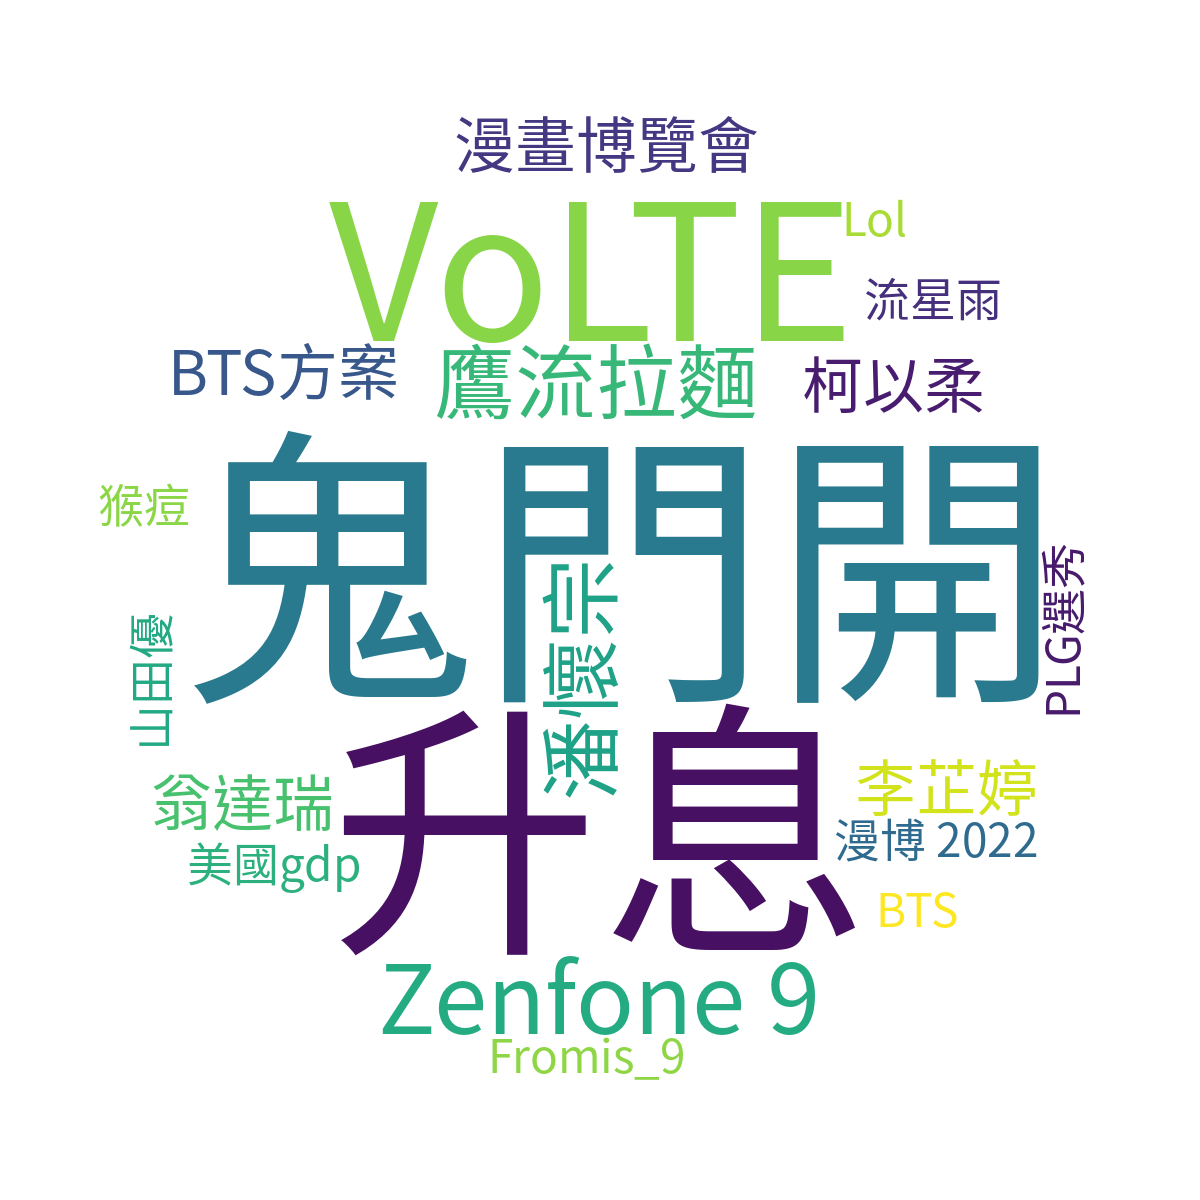 漫畫博覽會
VoLTE
Lol
流星雨
BTS方案
鷹流拉麵
柯以柔
鬼門開
猴痘
潘懷宗
PLG選秀
山田優
升息
翁達瑞
李芷婷
美國gdp
漫博 2022
BTS
Zenfone 9
Fromis_9